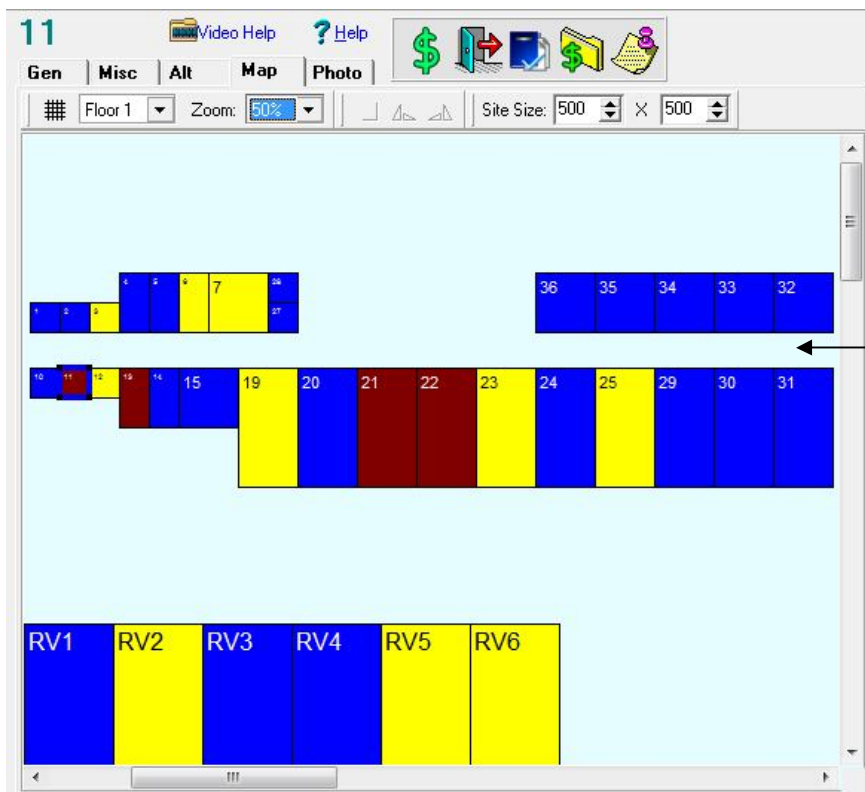 11 Video Help ? Help
Gen Misc Alt Map Photo
Floor 1 Zoom: 50% Site Size: 500 X 500
4 5 6 7 28 36 35 34 33 32
1 2 3 27
10 11 12 13 14 15 19 20 21 22 23 24 25 29 30 31
RV1 RV2 RV3 RV4 RV5 RV6